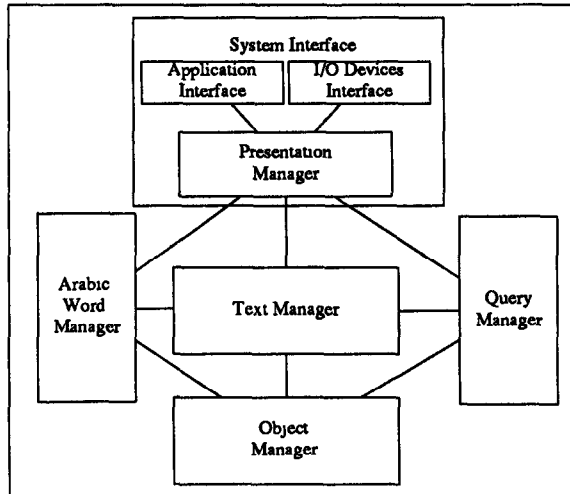 System Interface
Application
Interface
I/O Devices
Interface
Presentation
Manager
Arabic
Word
Manager
Text Manager
Query
Manager
Object
Manager